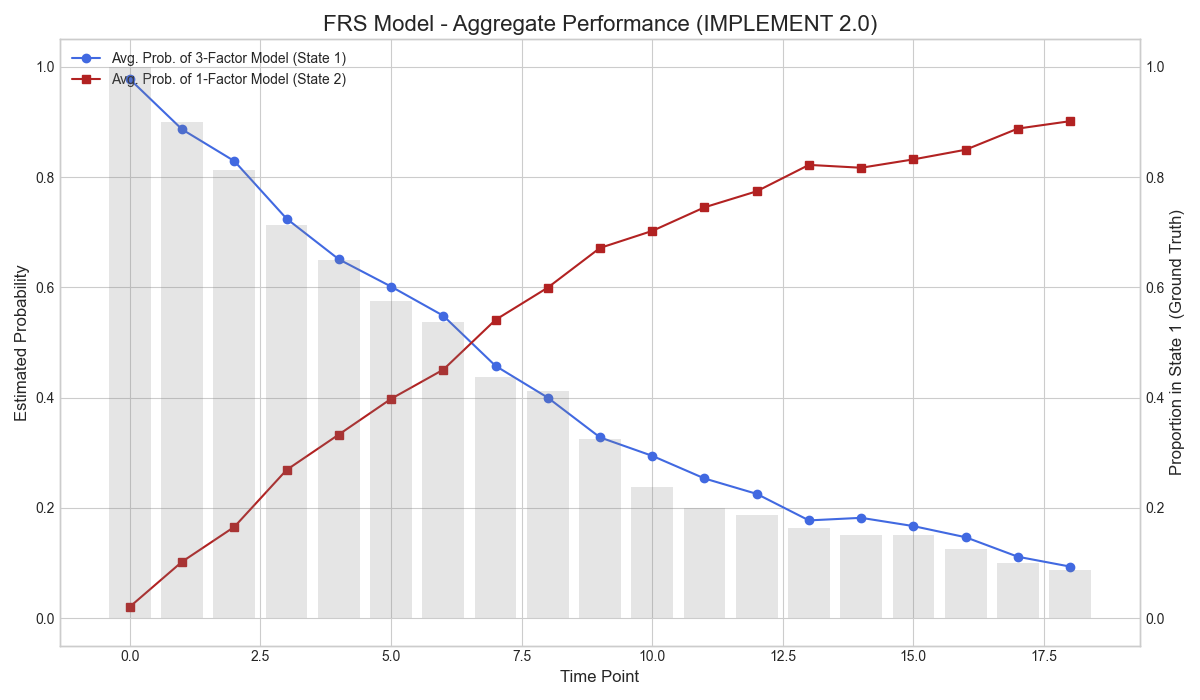 FRS Model - Aggregate Performance (IMPLEMENT 2.0)
Avg. Prob. of 3-Factor Model (State 1)
Avg. Prob. of 1-Factor Model (State 2)
1.0
0.8
0.6
0.4
0.2
0.0
Estimated Probability
1.0
0.8
0.6
0.4
0.2
0.0
Proportion in State 1 (Ground Truth)
0.0 2.5 5.0 7.5 10.0 12.5 15.0 17.5
Time Point